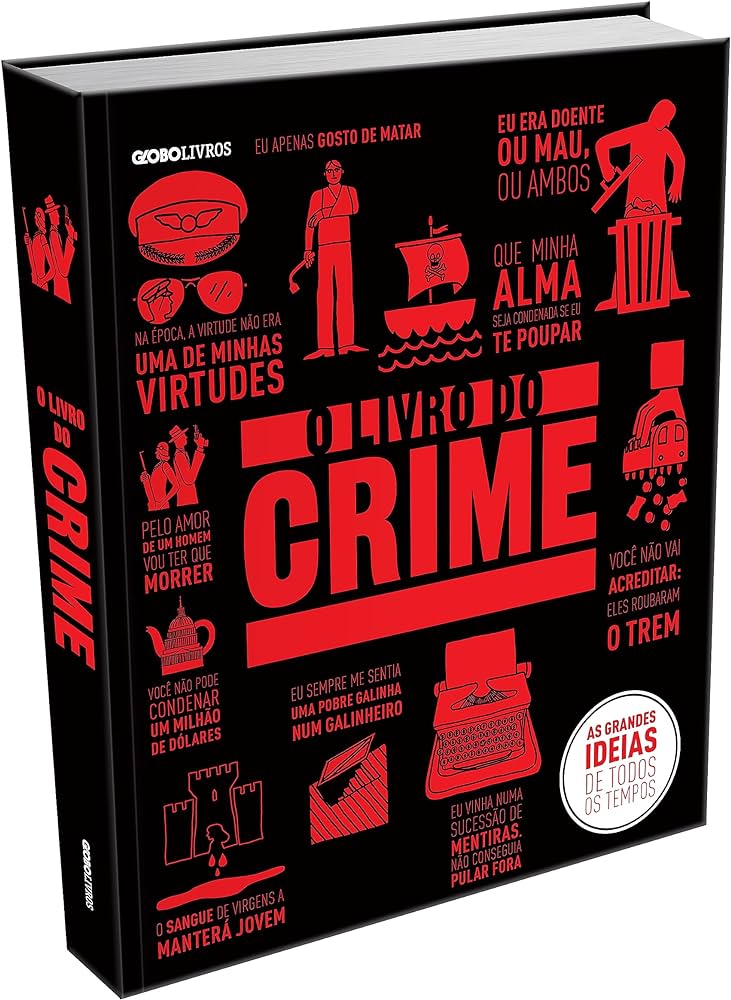 GLOBOLIVROS
EU APENAS GOSTO DE MATAR
EU ERA DOENTE
OU MAU,
OU AMBOS
NA ÉPOCA, A VIRTUDE NÃO ERA
UMA DE MINHAS
VIRTUDES
QUE MINHA
ALMA
SEJA CONDENADA SE EU
TE POUPAR
O LIVRO DO
CRIME
PELO AMOR
DE UM HOMEM
VOU TER QUE
MORRER
VOCÊ NÃO VAI
ACREDITAR:
ELES ROUBARAM
O TREM
VOCÊ NÃO PODE
CONDENAR
UM MILHÃO
DE DÓLARES
EU SEMPRE ME SENTIA
UMA POBRE GALINHA
NUM GALINHEIRO
EU VINHA NUMA
SUCESSÃO DE
MENTIRAS.
NÃO CONSEGUIA
PULAR FORA
AS GRANDES
IDEIAS
DE TODOS
OS TEMPOS
O SANGUE DE VIRGENS A
MANTERÁ JOVEM
O LIVRO
DO
CRIME
GLOBOLIVROS